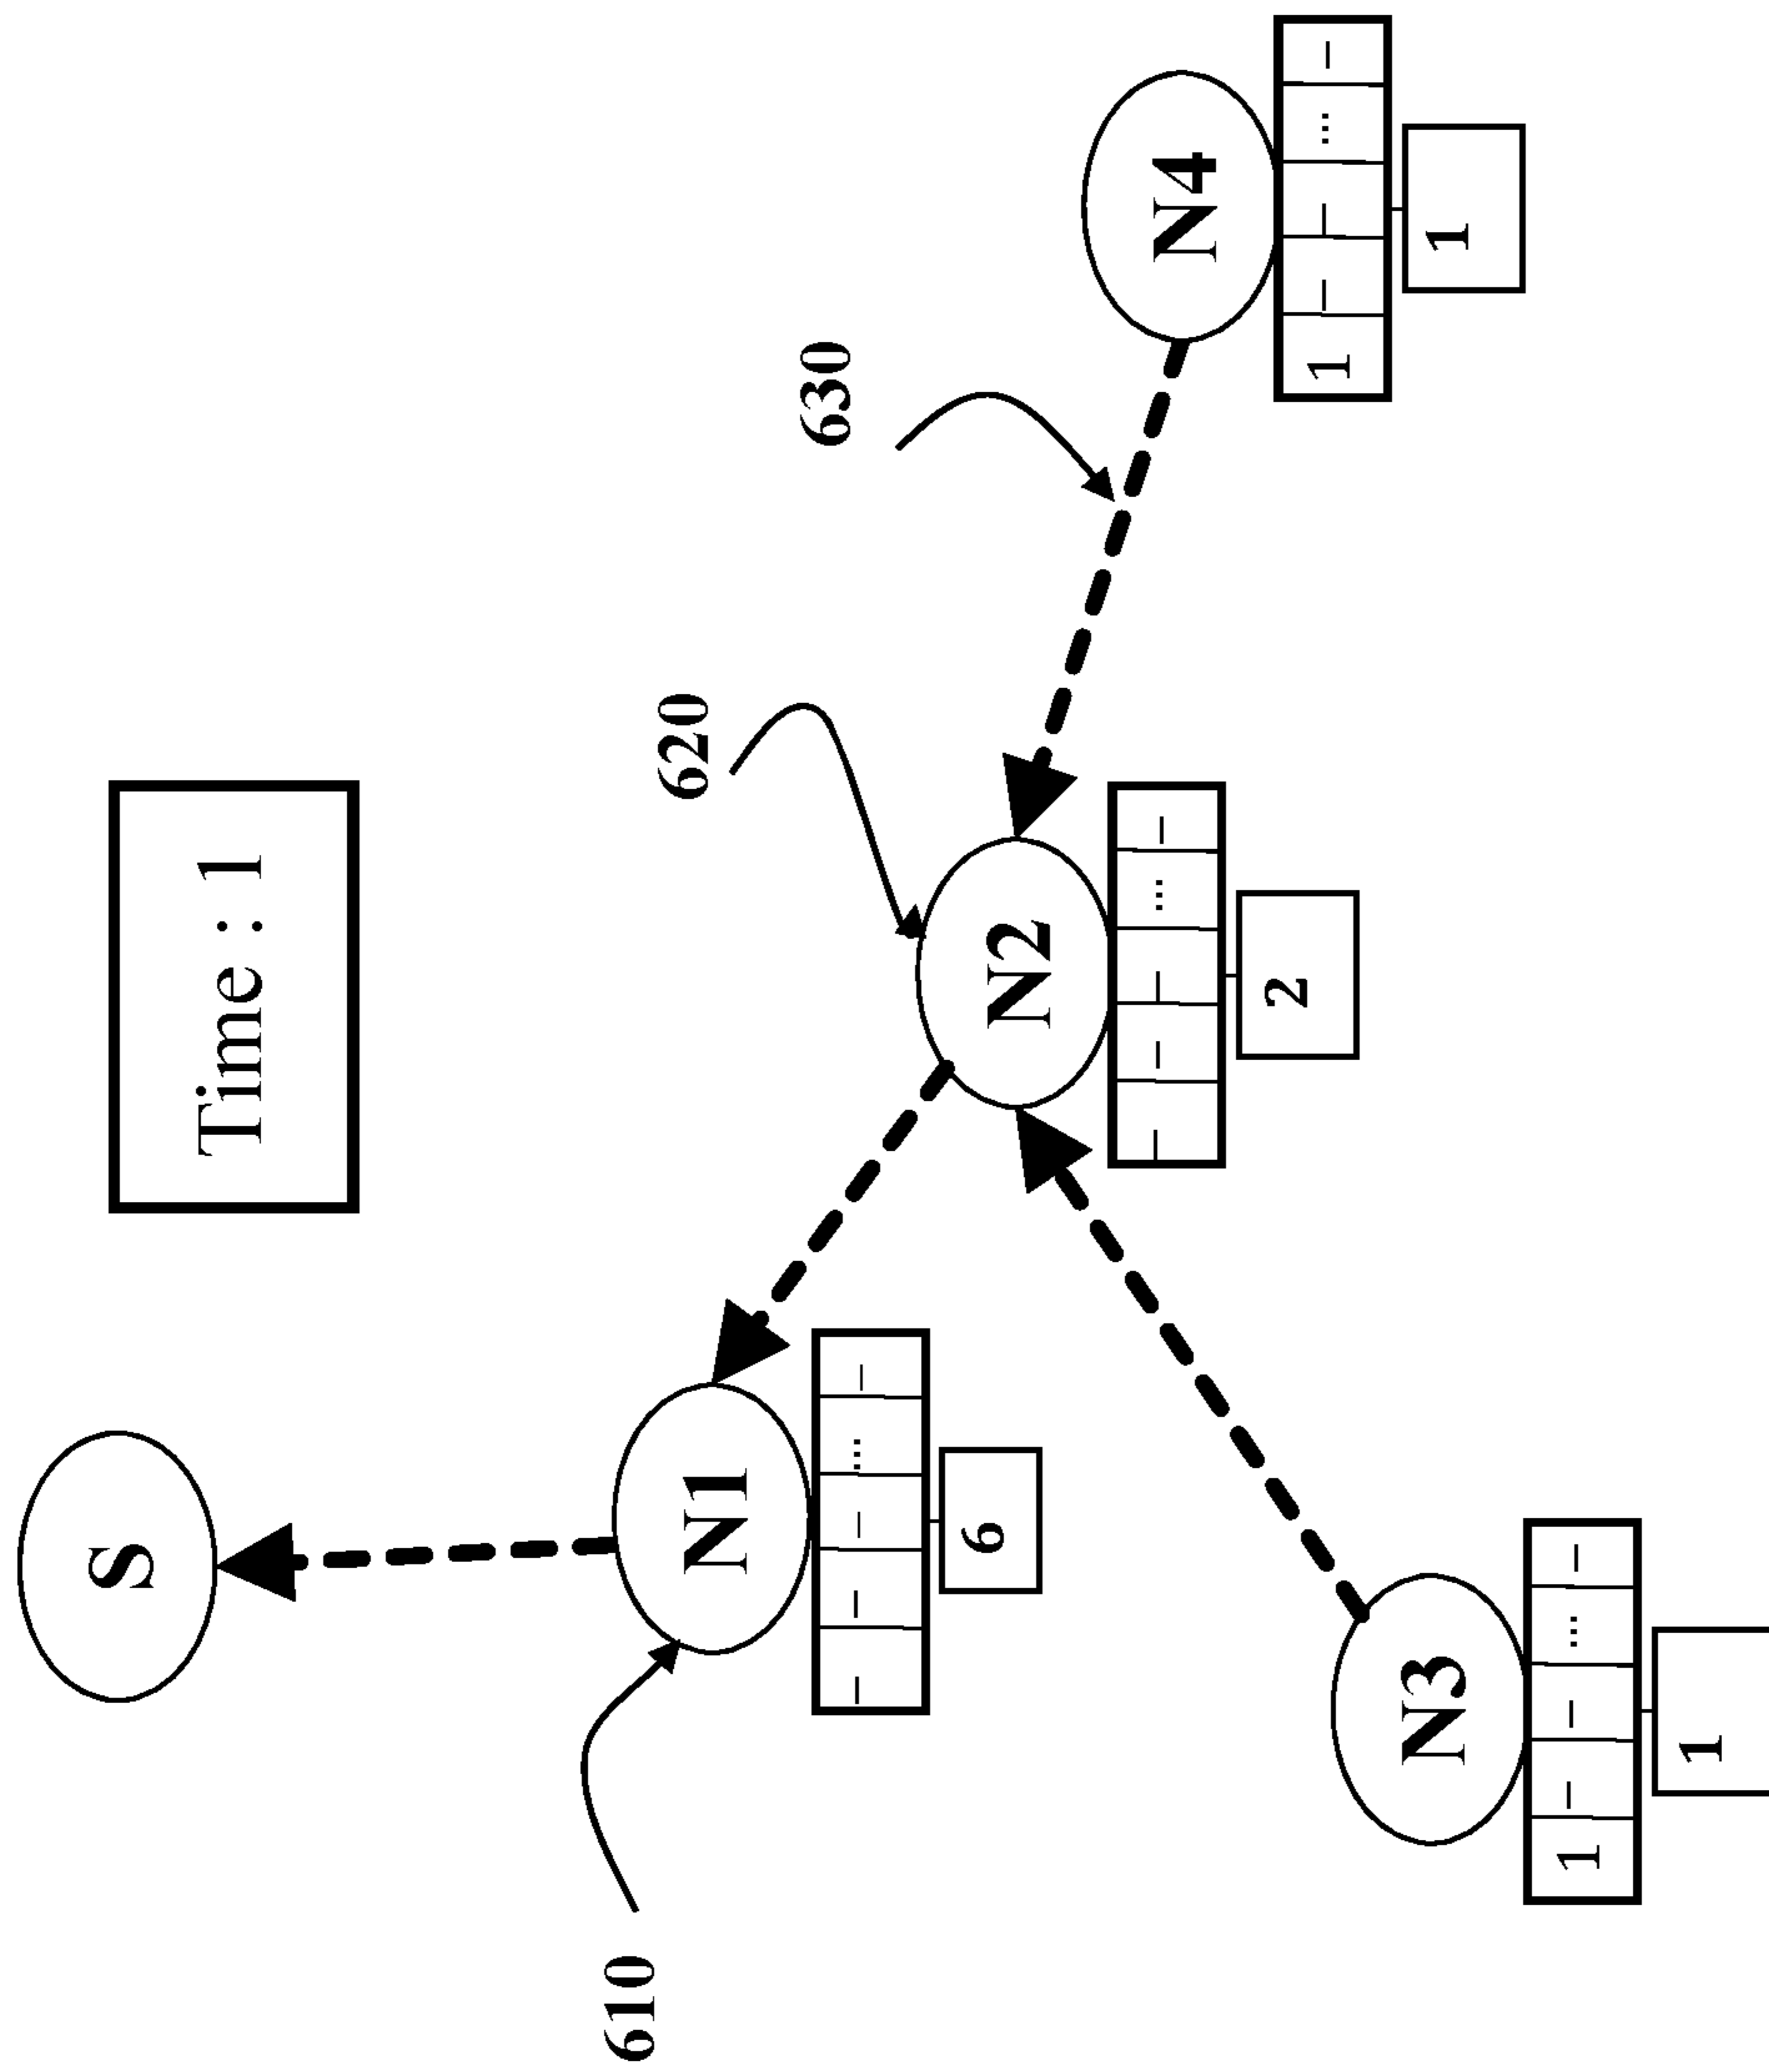 S
Time : 1
610
N1
– – – .... –
6
620
N2
– – – .... –
2
630
N4
1 – – .... –
1
N3
1 – – .... –
1